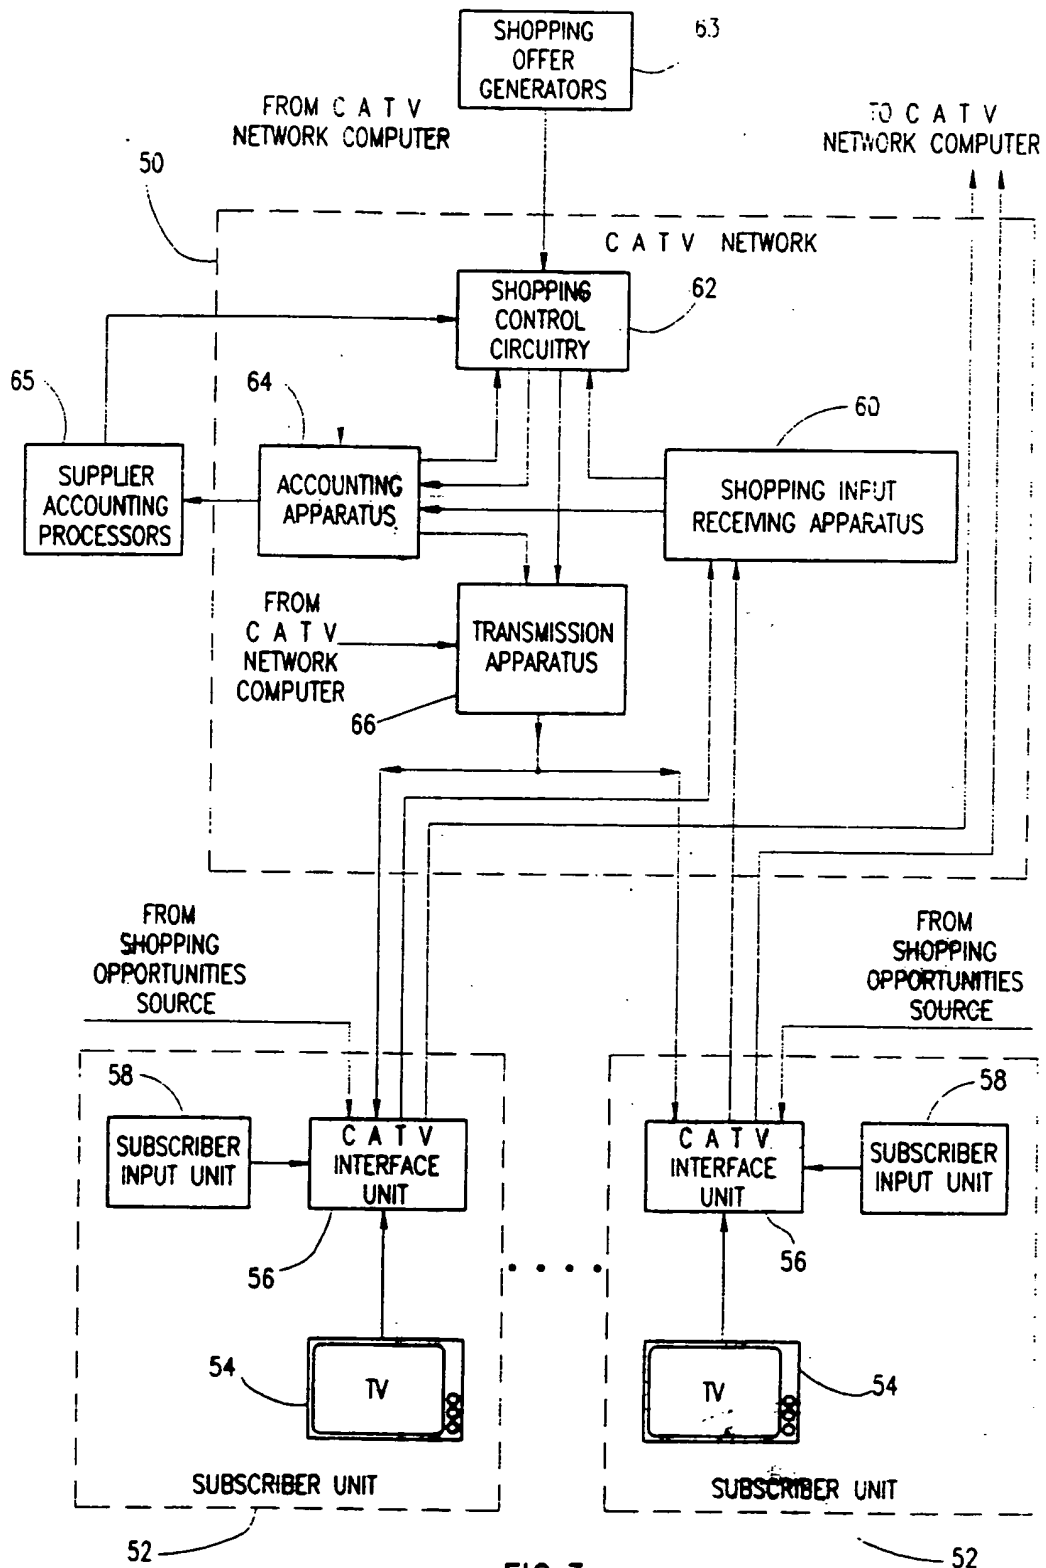 SHOPPING
OFFER
GENERATORS
63
FROM C A T V
NETWORK COMPUTER
TO C A T V
NETWORK COMPUTER
50
C A T V NETWORK
SHOPPING
CONTROL
CIRCUITRY
62
65
64
60
SUPPLIER
ACCOUNTING
PROCESSORS
ACCOUNTING
APPARATUS
SHOPPING INPUT
RECEIVING APPARATUS
FROM
C A T V
NETWORK
COMPUTER
TRANSMISSION
APPARATUS
66
FROM
SHOPPING
OPPORTUNITIES
SOURCE
FROM
SHOPPING
OPPORTUNITIES
SOURCE
58
58
SUBSCRIBER
INPUT UNIT
C A T V
INTERFACE
UNIT
C A T V
INTERFACE
UNIT
SUBSCRIBER
INPUT UNIT
56
56
54
TV
TV
54
SUBSCRIBER UNIT
SUBSCRIBER UNIT
52
52